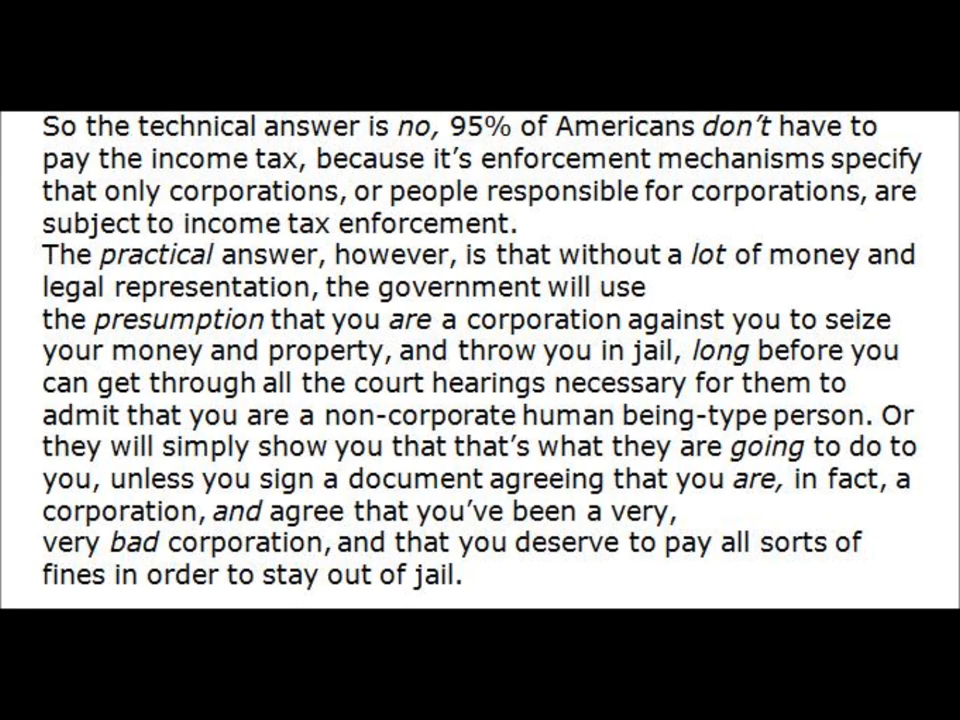 So the technical answer is no, 95% of Americans don’t have to
pay the income tax, because it’s enforcement mechanisms specify
that only corporations, or people responsible for corporations, are
subject to income tax enforcement.
The practical answer, however, is that without a lot of money and
legal representation, the government will use
the presumption that you are a corporation against you to seize
your money and property, and throw you in jail, long before you
can get through all the court hearings necessary for them to
admit that you are a non-corporate human being-type person. Or
they will simply show you that that’s what they are going to do to
you, unless you sign a document agreeing that you are, in fact, a
corporation, and agree that you’ve been a very,
very bad corporation, and that you deserve to pay all sorts of
fines in order to stay out of jail.